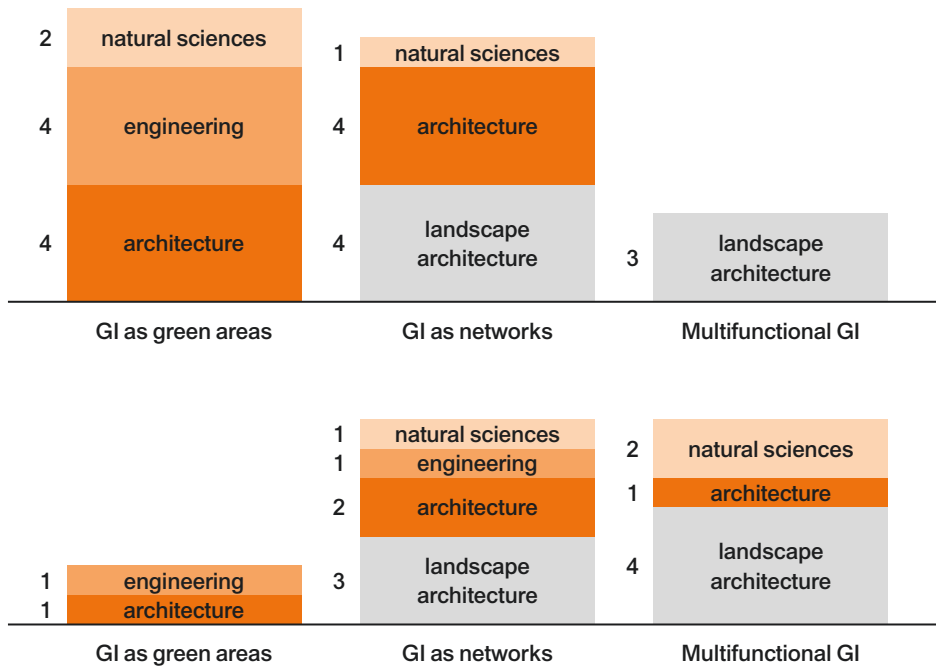 2 natural sciences
4 engineering
4 architecture
1 natural sciences
4 architecture
4 landscape
architecture
3 landscape
architecture
GI as green areas
GI as networks
Multifunctional GI
1 engineering
1 architecture
1 natural sciences
1 engineering
2 architecture
3 landscape
architecture
2 natural sciences
1 architecture
4 landscape
architecture
GI as green areas
GI as networks
Multifunctional GI